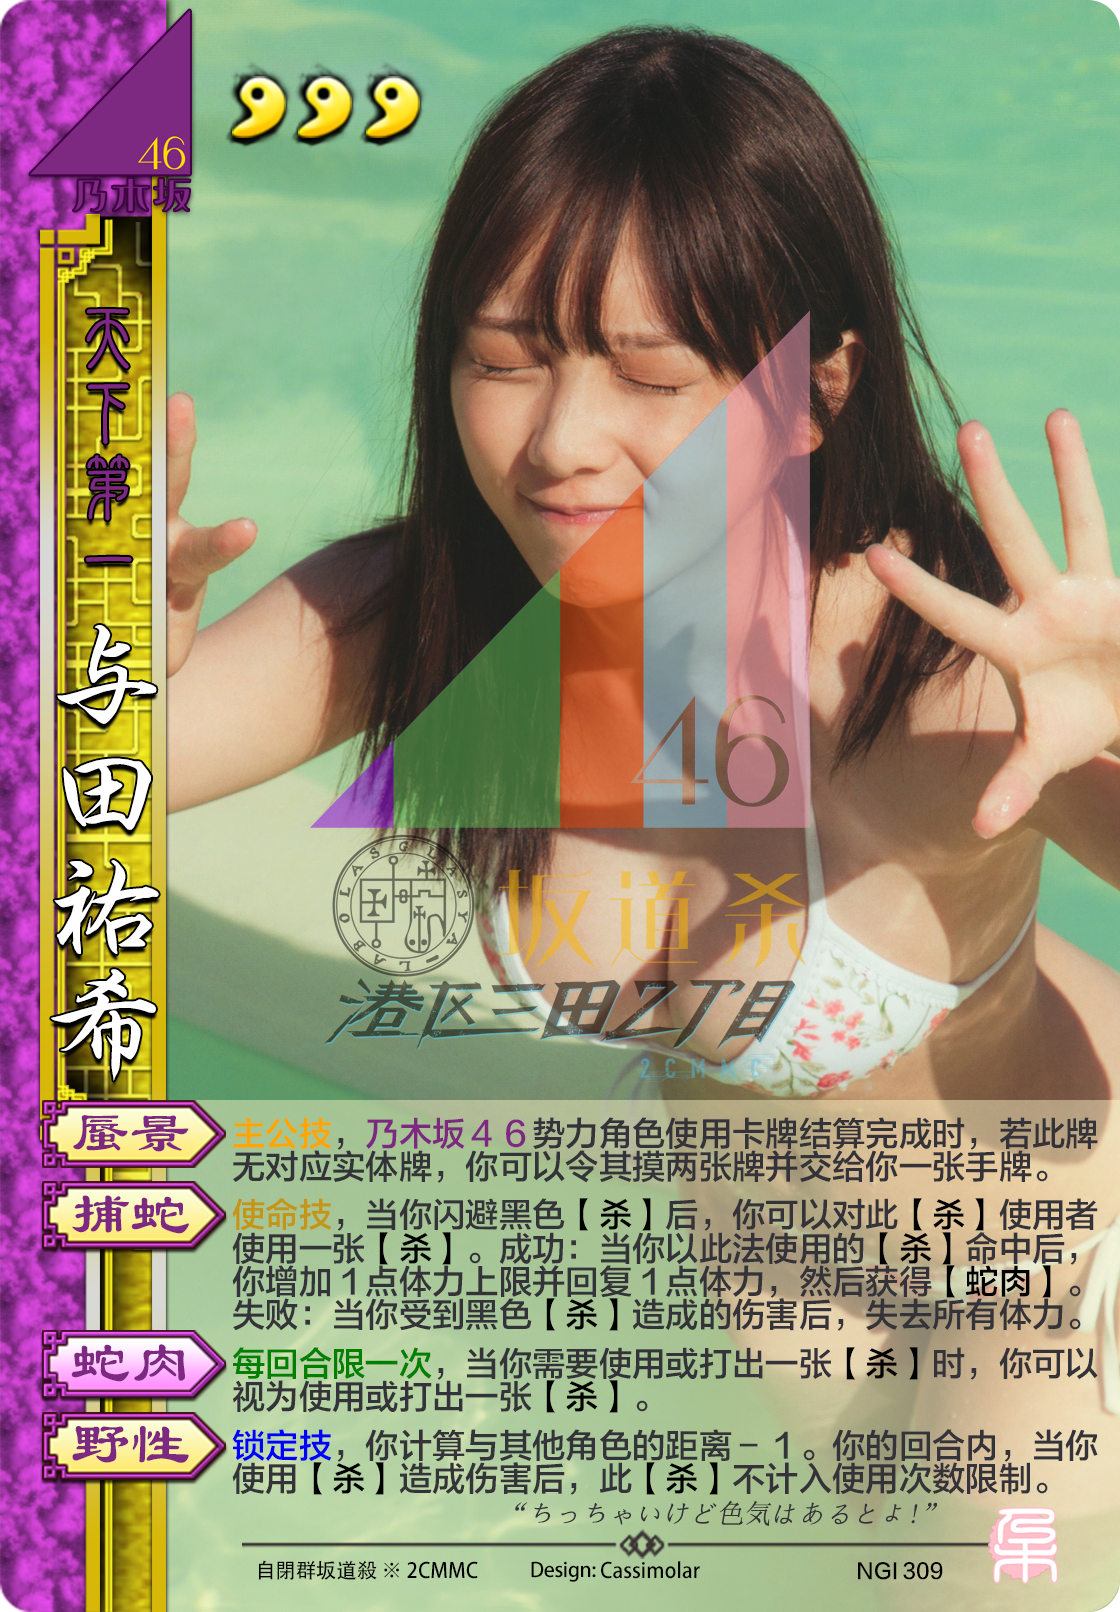 46
乃木坂
天下第一
与田祐希
46
LABOLASGLASYA
坂道杀
港区三田2丁目
2CMMC
蜃景
主公技，乃木坂４６势力角色使用卡牌结算完成时，若此牌
无对应实体牌，你可以令其摸两张牌并交给你一张手牌。
捕蛇
使命技，当你闪避黑色【杀】后，你可以对此【杀】使用者
使用一张【杀】。成功：当你以此法使用的【杀】命中后，
你增加１点体力上限并回复１点体力，然后获得【蛇肉】。
失败：当你受到黑色【杀】造成的伤害后，失去所有体力。
蛇肉
每回合限一次，当你需要使用或打出一张【杀】时，你可以
视为使用或打出一张【杀】。
野性
锁定技，你计算与其他角色的距离－１。你的回合内，当你
使用【杀】造成伤害后，此【杀】不计入使用次数限制。
“ちっちゃいけど色気はあるとよ！”
自閉群坂道殺 ※ 2CMMC Design: Cassimolar NGI 309